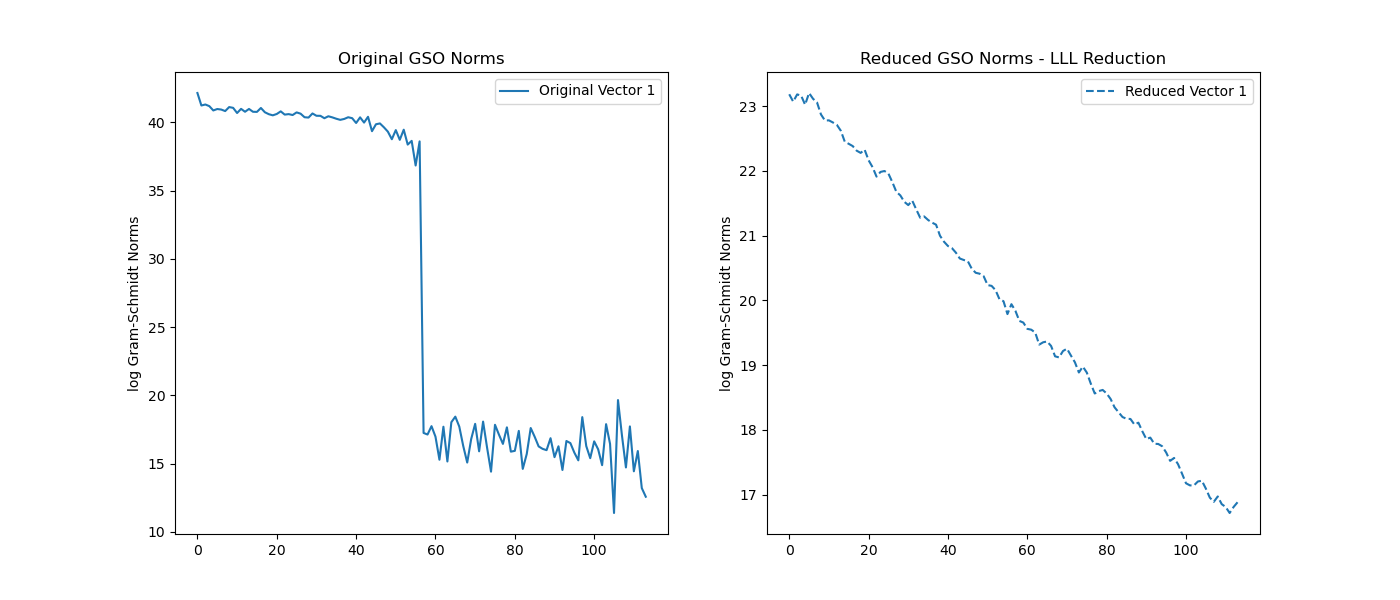 Original GSO Norms
Original Vector 1
log Gram-Schmidt Norms
40
35
30
25
20
15
10
0 20 40 60 80 100
Reduced GSO Norms - LLL Reduction
Reduced Vector 1
log Gram-Schmidt Norms
23
22
21
20
19
18
17
0 20 40 60 80 100